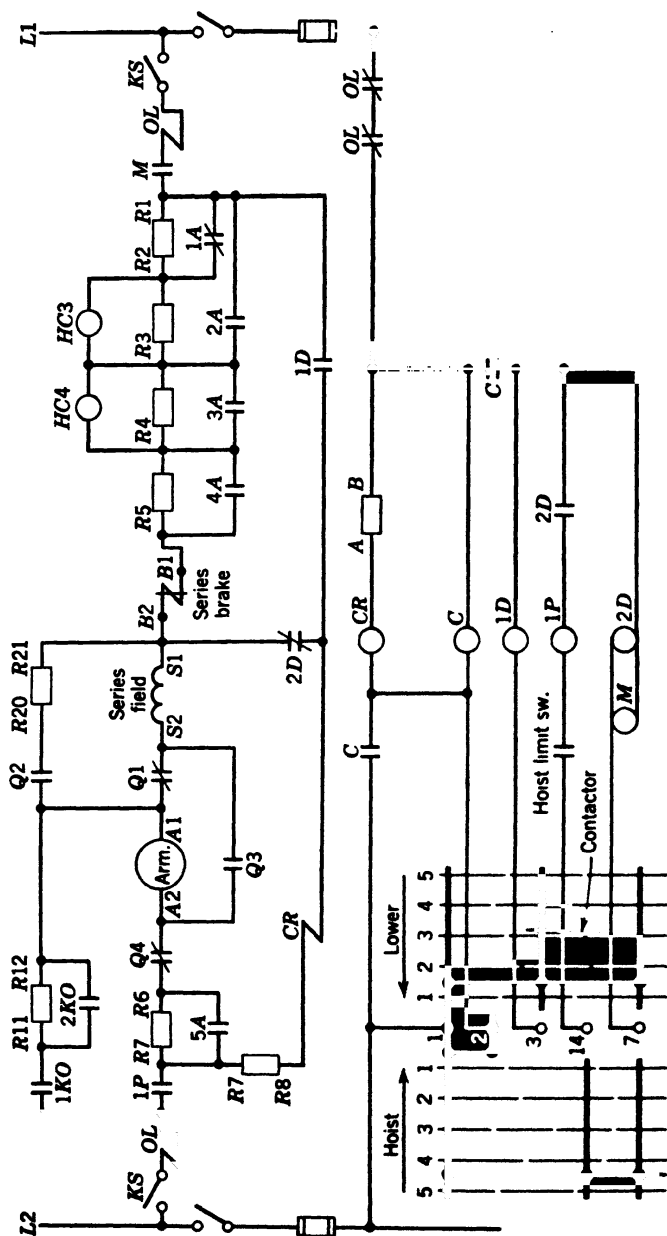 L2
L1
R11 R12
Q2
R20 R21
HC4
HC3
1KO
2KO
KS
OL
1P
R7 R6
Q4
A2
Arm.
A1
Q1
S2
Series field
S1
B2
B1
Series brake
R5
R4
R3
R2
R1
M
OL
KS
5A
Q3
4A
3A
2A
1A
R7
R8
CR
2D
1D
C
CR
A
B
OL
OL
C
C
1D
Hoist limit sw.
1P
2D
M
2D
Hoist
Lower
Contactor
5 4 3 2 1
1 2 3 4 5
1
2
3
14
7